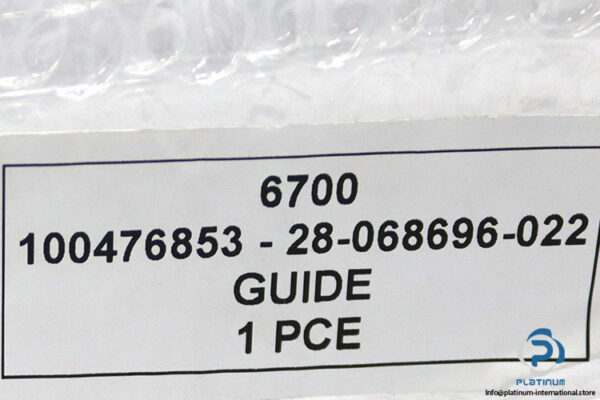 6700
100476853 - 28-068696-022
GUIDE
1 PCE
PLATINUM
Info@platinum-international.store